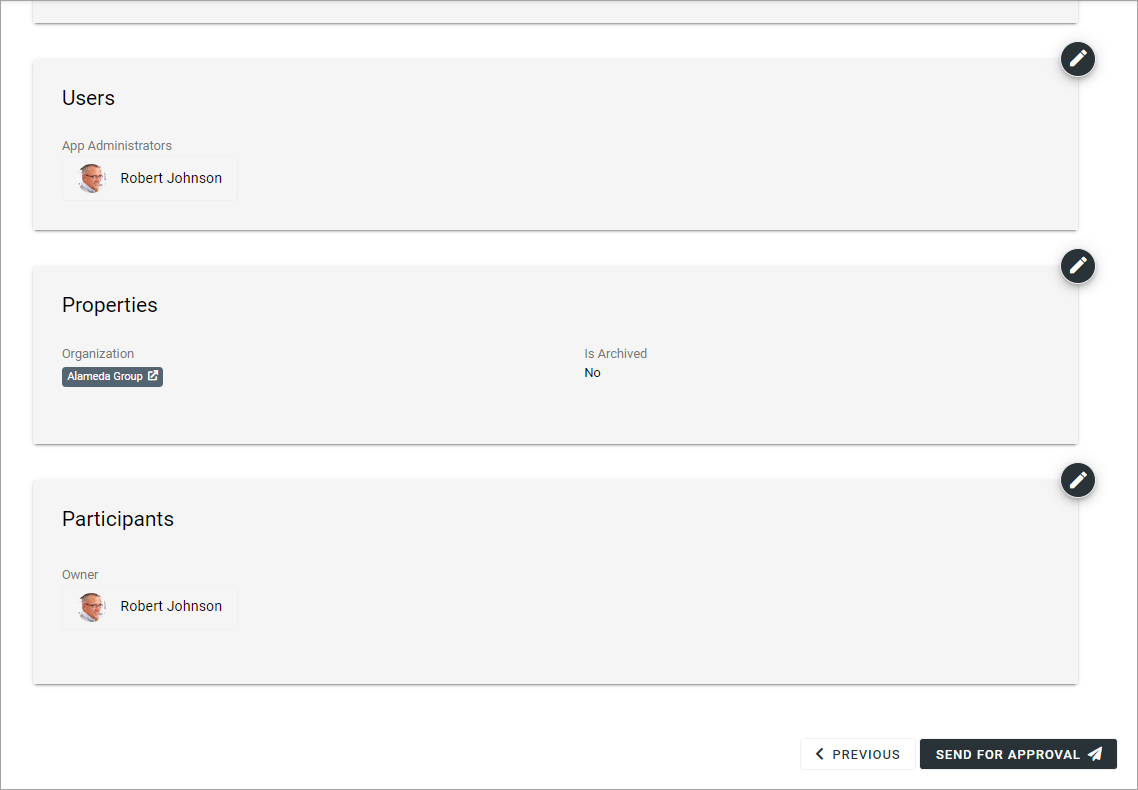 Users
App Administrators
Robert Johnson
Properties
Organization
Is Archived
Alameda Group
No
Participants
Owner
Robert Johnson
PREVIOUS
SEND FOR APPROVAL